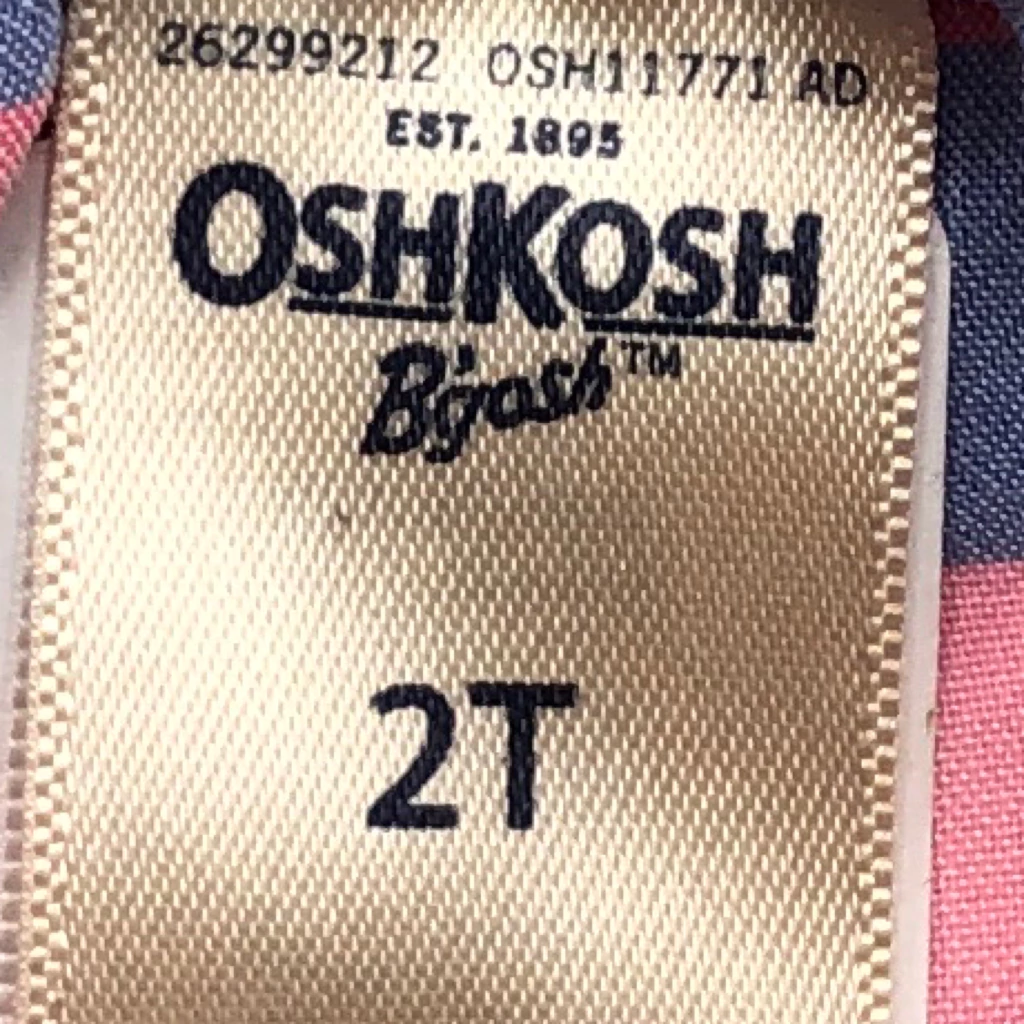 26299212 OSH11771 AD
EST. 1895
OSHKOSH
B'gosh™
2T